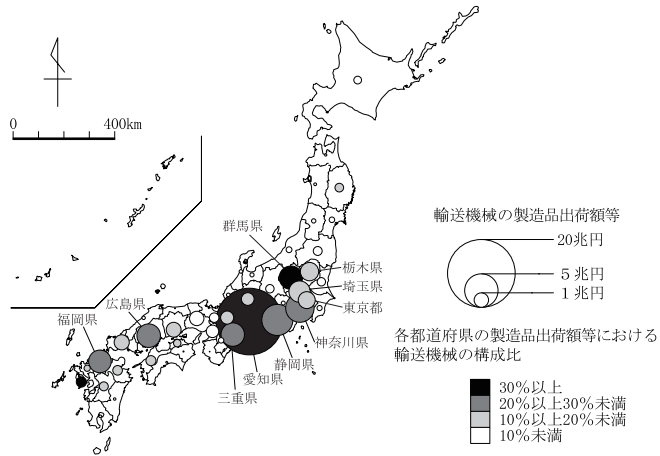 0
400km
群馬県
栃木県
埼玉県
東京都
神奈川県
静岡県
愛知県
三重県
広島県
福岡県
輸送機械の製造品出荷額等
20兆円
5兆円
1兆円
各都道府県の製造品出荷額等における
輸送機械の構成比
30％以上
20％以上30％未満
10％以上20％未満
10％未満